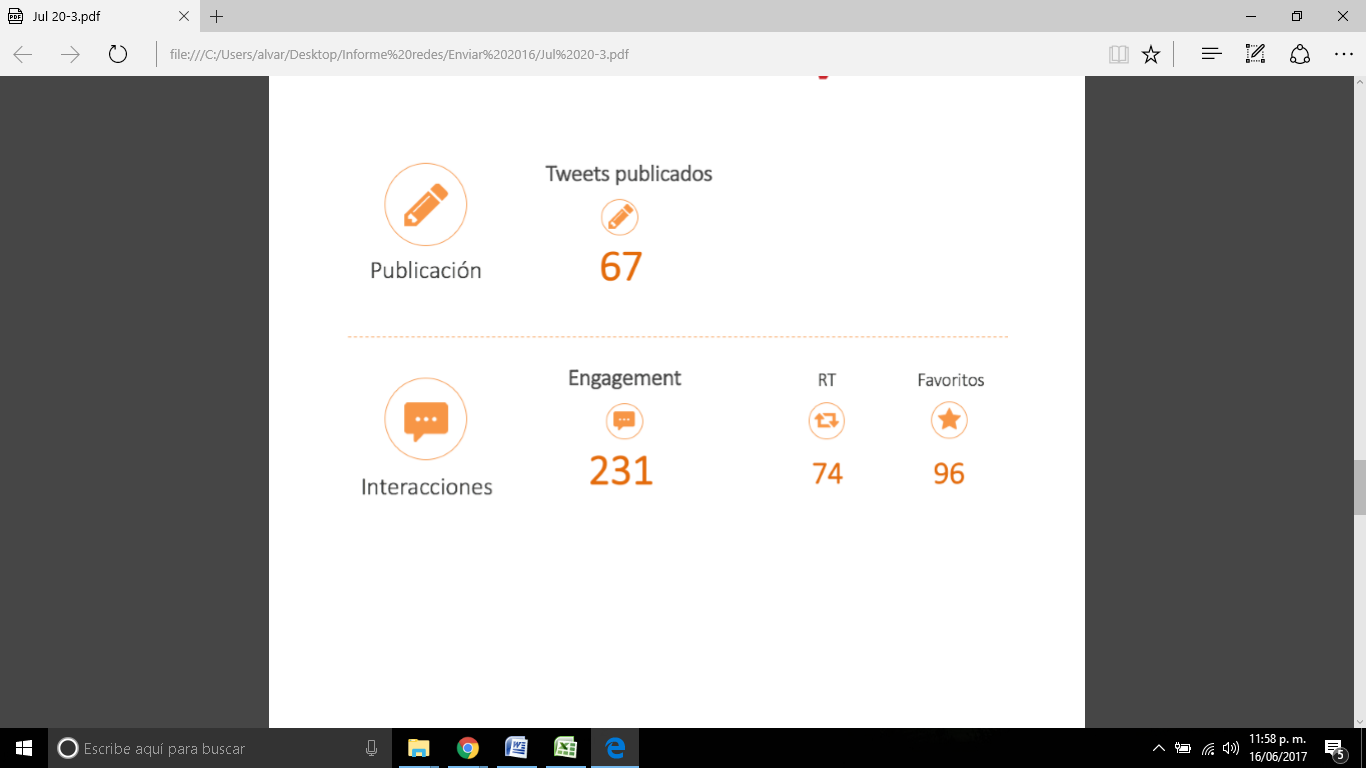 Jul 20-3.pdf
file:///C:/Users/alvar/Desktop/Informe%20redes/Enviar%202016/Jul%2020-3.pdf
Tweets publicados
67
Publicación
Engagement
RT
Favoritos
231
74
96
Interacciones
Escribe aquí para buscar
11:58 p. m.
16/06/2017
5